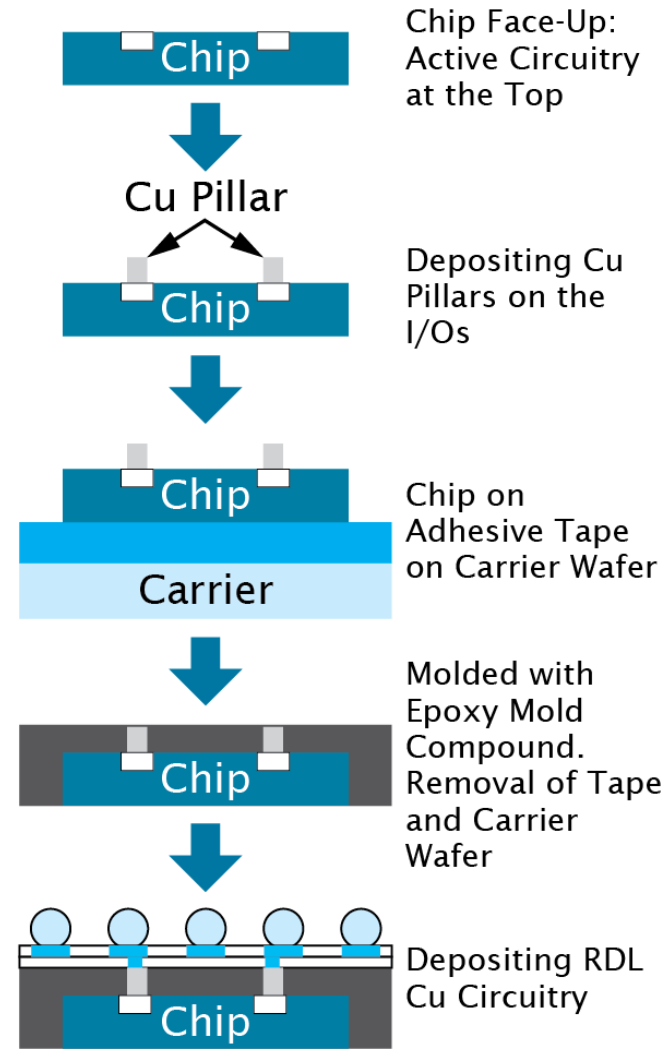 Chip
Chip Face-Up:
Active Circuitry
at the Top
Cu Pillar
Chip
Depositing Cu
Pillars on the
I/Os
Chip
Carrier
Chip on
Adhesive Tape
on Carrier Wafer
Chip
Molded with
Epoxy Mold
Compound.
Removal of Tape
and Carrier
Wafer
Chip
Depositing RDL
Cu Circuitry